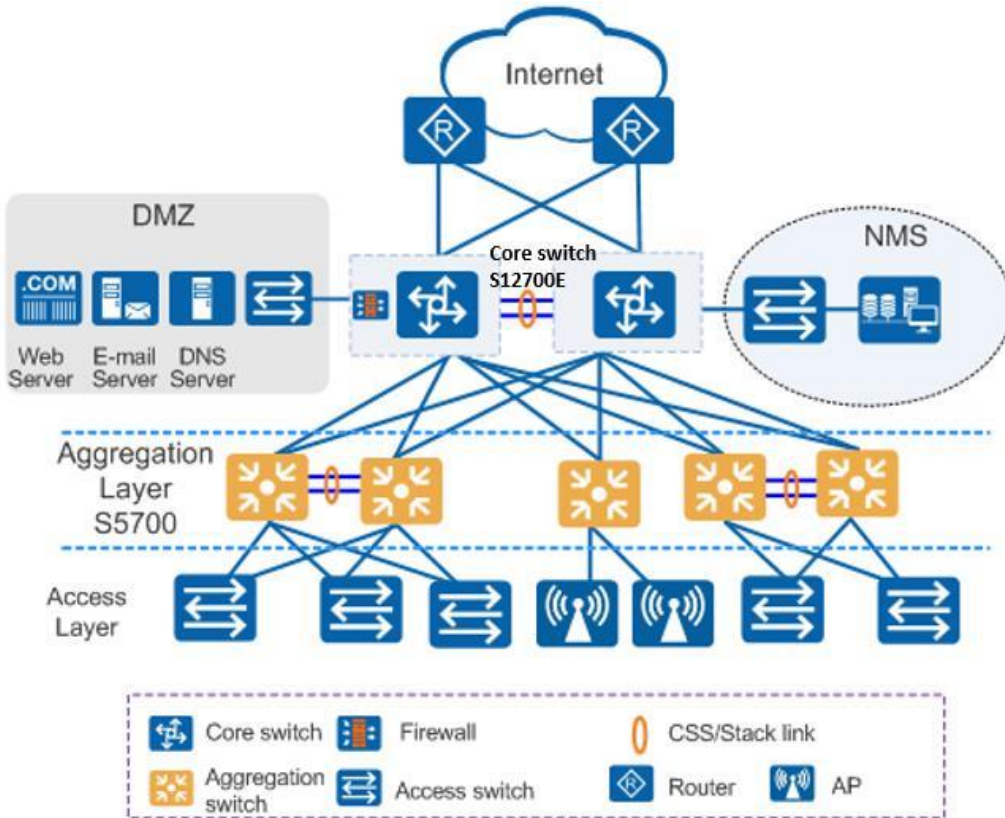 Internet
R
R
DMZ
.COM
Web
Server
E-mail
Server
DNS
Server
Core switch
S12700E
NMS
Aggregation
Layer
S5700
Access
Layer
Core switch
Firewall
CSS/Stack link
Aggregation
switch
Access switch
R
Router
AP